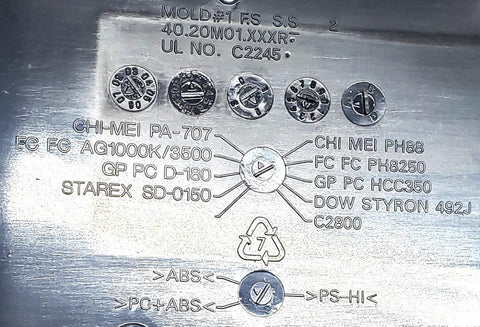 MOLD#1 F.S S.S 2
40.20M01.XXXR
UL NO. C2245
CHI-MEI PA-707
FC FC AG1000K/3500
GP PC D-180
STAREX SD-0150
CHI MEI PH88
FC FC PH8250
GP PC HCC350
DOW STYRON 492J
C2800
7
>ABS<
>PC+ABS<
>PS-HI<